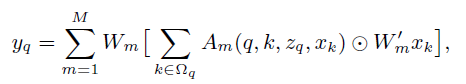 $y_q = \sum_{m=1}^{M} W_m \big[ \sum_{k \in \Omega_q} A_m(q, k, z_q, x_k) \odot W'_m x_k \big],$